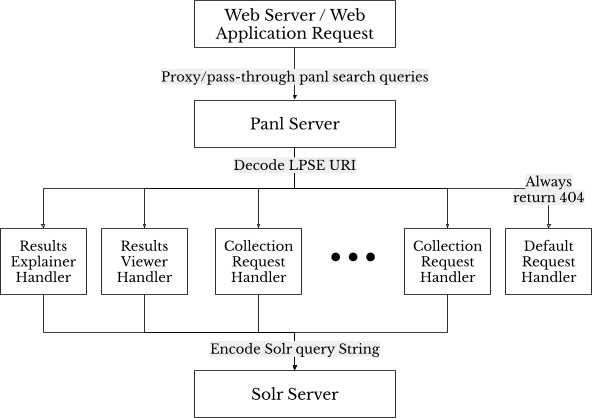 Web Server / Web
Application Request
Proxy/pass-through panl search queries
Panl Server
Decode LPSE URI
Always
return 404
Results
Explainer
Handler
Results
Viewer
Handler
Collection
Request
Handler
Collection
Request
Handler
Default
Request
Handler
Encode Solr query String
Solr Server